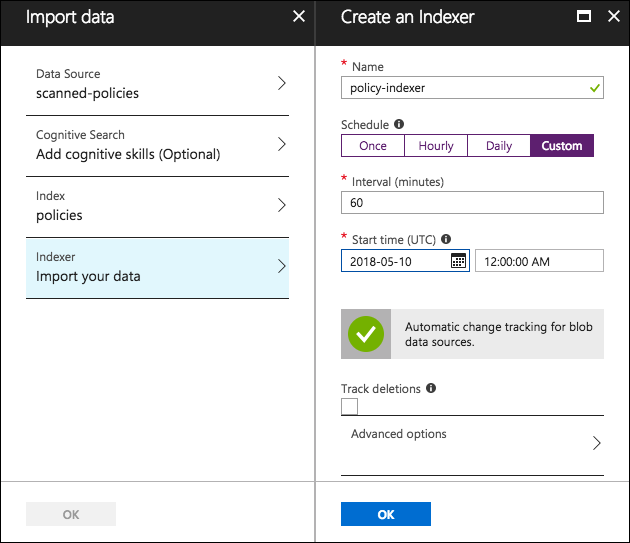 Import data
Data Source
scanned-policies
Cognitive Search
Add cognitive skills (Optional)
Index
policies
Indexer
Import your data
OK
Create an Indexer
* Name
policy-indexer
Schedule
Once Hourly Daily Custom
* Interval (minutes)
60
* Start time (UTC)
2018-05-10 12:00:00 AM
Automatic change tracking for blob
data sources.
Track deletions
Advanced options
OK